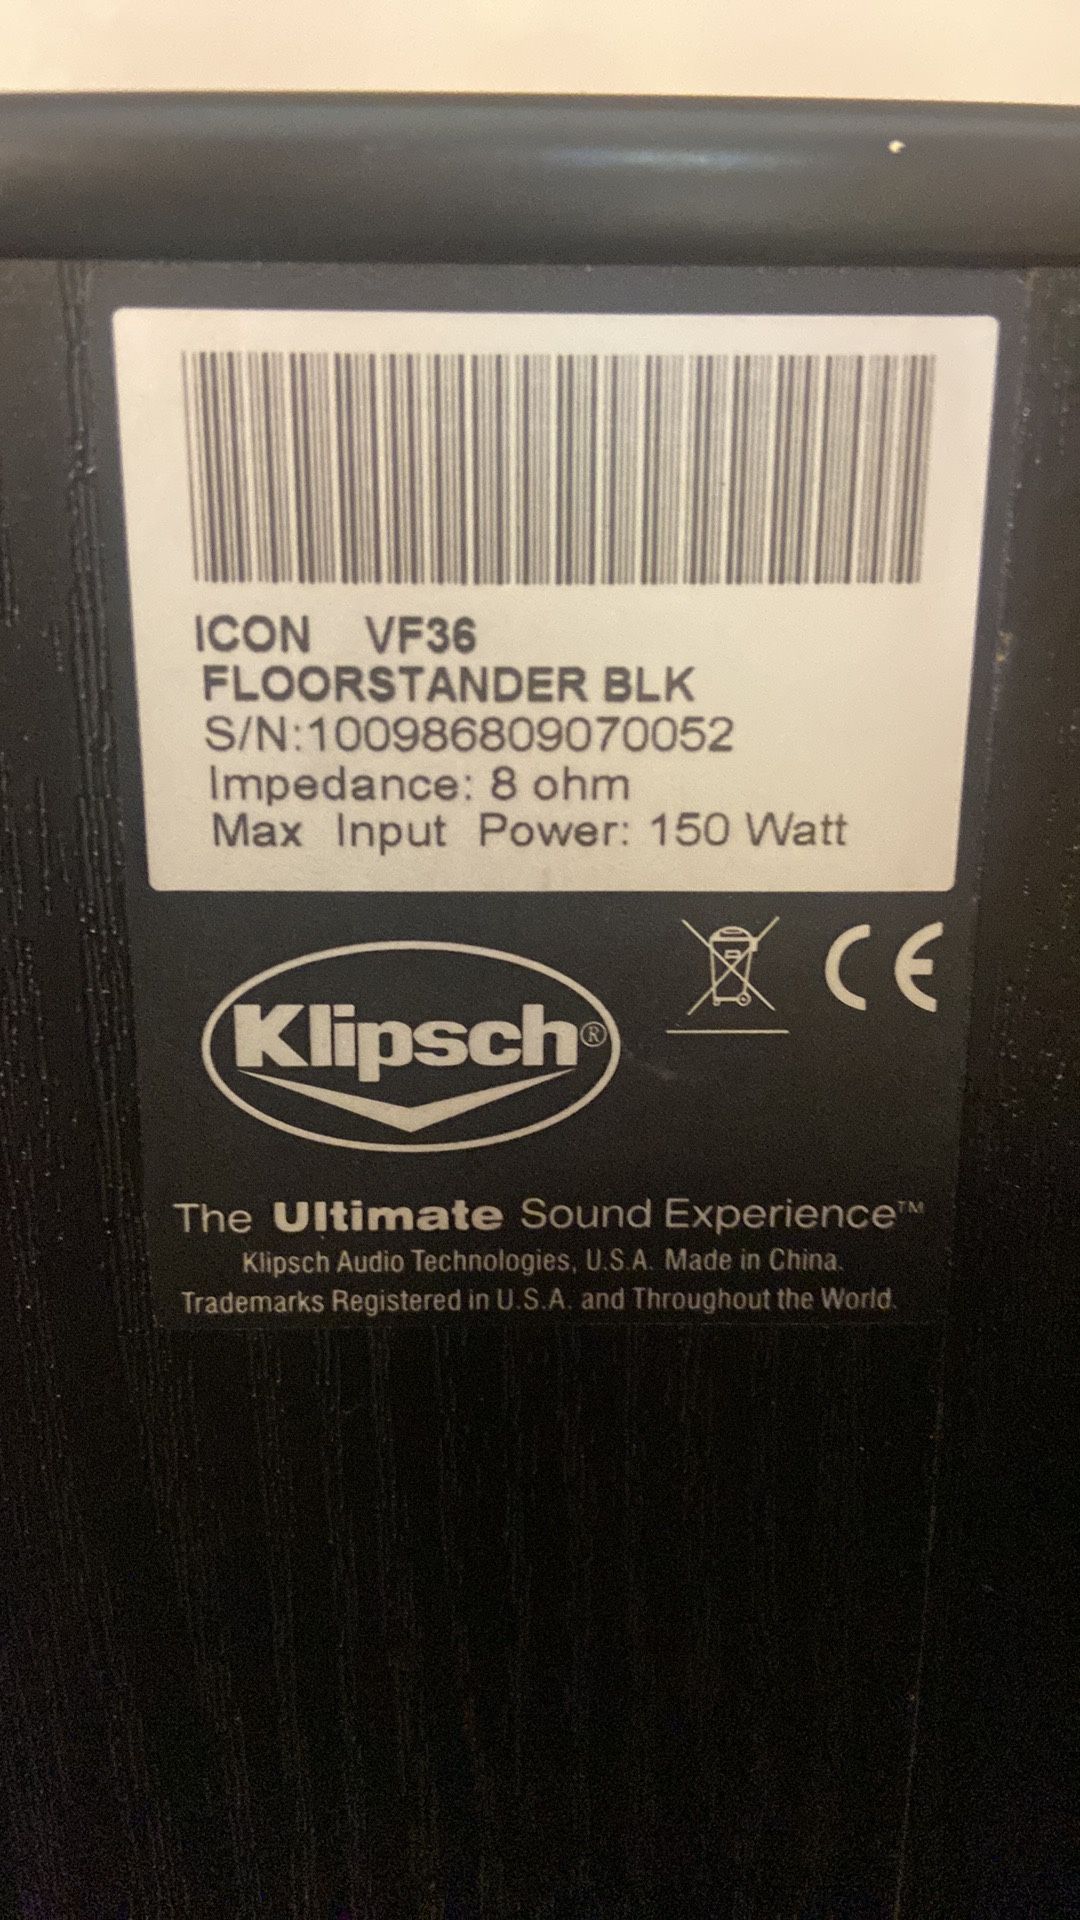 ICON VF36
FLOORSTANDER BLK
S/N:100986809070052
Impedance: 8 ohm
Max Input Power: 150 Watt
CE
Klipsch®
The Ultimate Sound Experience™
Klipsch Audio Technologies, U.S.A. Made in China.
Trademarks Registered in U.S.A. and Throughout the World.